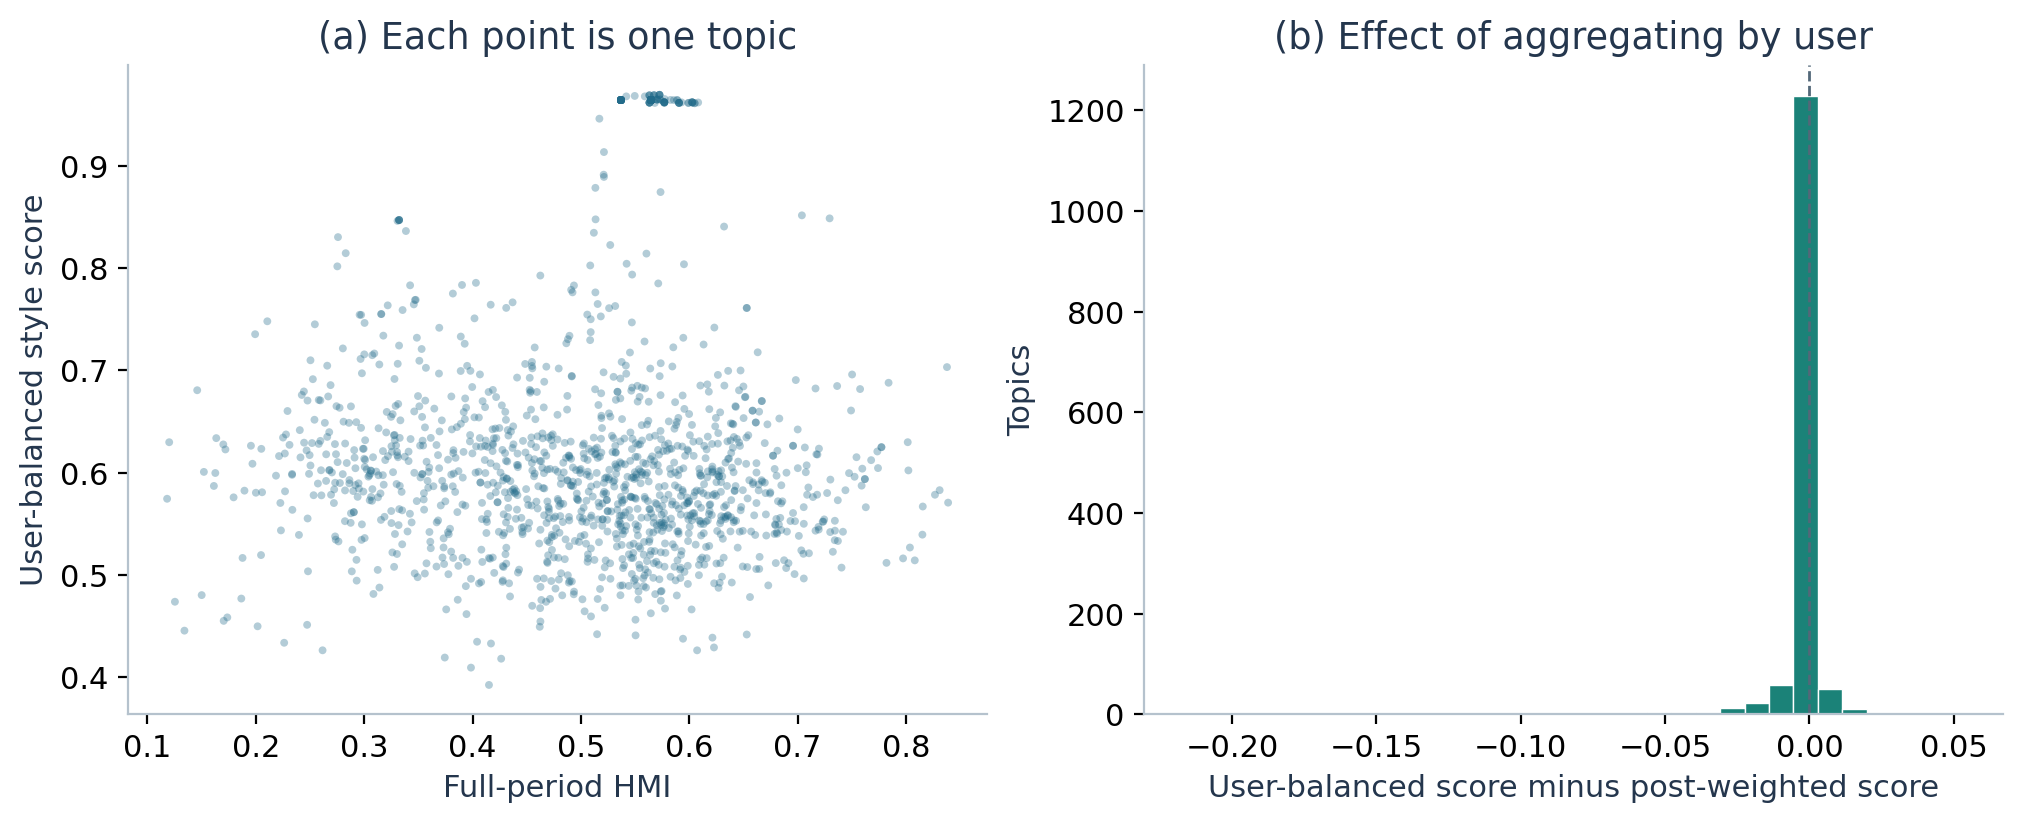 (a) Each point is one topic
User-balanced style score
0.9
0.8
0.7
0.6
0.5
0.4
0.1 0.2 0.3 0.4 0.5 0.6 0.7 0.8
Full-period HMI
(b) Effect of aggregating by user
Topics
1200
1000
800
600
400
200
0
−0.20 −0.15 −0.10 −0.05 0.00 0.05
User-balanced score minus post-weighted score